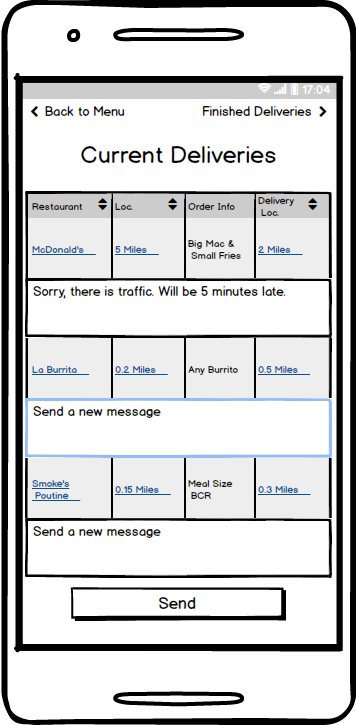 17:04
Back to Menu Finished Deliveries
Current Deliveries
Restaurant Loc. Order Info Delivery
Loc.
McDonald's 5 Miles Big Mac & 2 Miles
Small Fries
Sorry, there is traffic. Will be 5 minutes late.
La Burrita 0.2 Miles Any Burrito 0.5 Miles
Send a new message
Smoke's 0.15 Miles Meal Size 0.3 Miles
Poutine BCR
Send a new message
Send